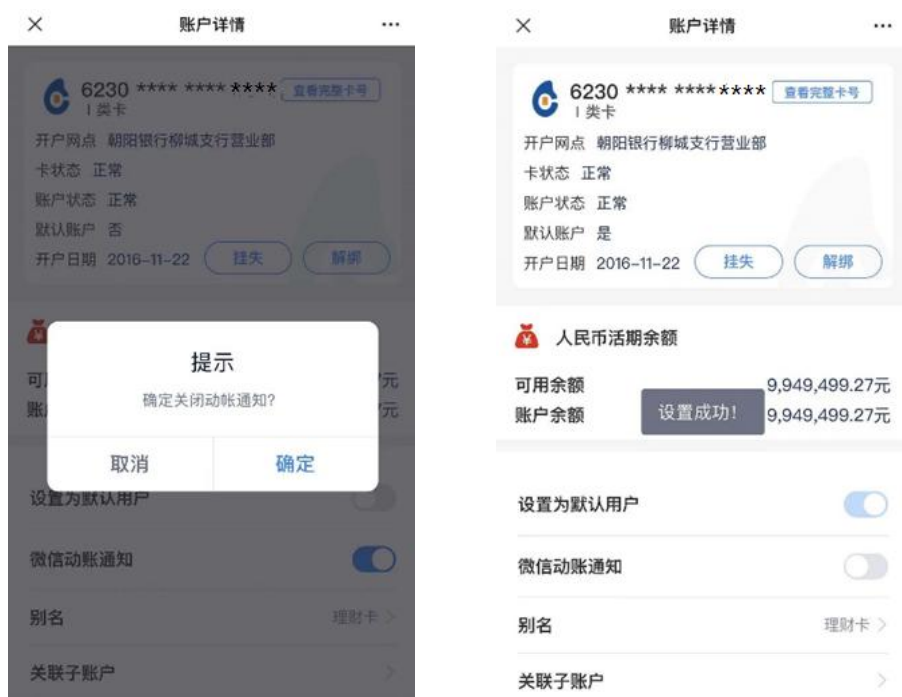 账户详情
6230 **** **** **** 查看完整卡号
I类卡
开户网点 朝阳银行柳城支行营业部
卡状态 正常
账户状态 正常
默认账户 否
开户日期 2016-11-22 挂失 解绑
提示
确定关闭动帐通知?
取消 确定
可
元
账
元
设置为默认用户
微信动账通知
别名 理财卡
关联子账户
账户详情
6230 **** **** **** 查看完整卡号
I类卡
开户网点 朝阳银行柳城支行营业部
卡状态 正常
账户状态 正常
默认账户 是
开户日期 2016-11-22 挂失 解绑
人民币活期余额
可用余额 9,949,499.27元
账户余额 9,949,499.27元
设置成功!
设置为默认用户
微信动账通知
别名 理财卡
关联子账户